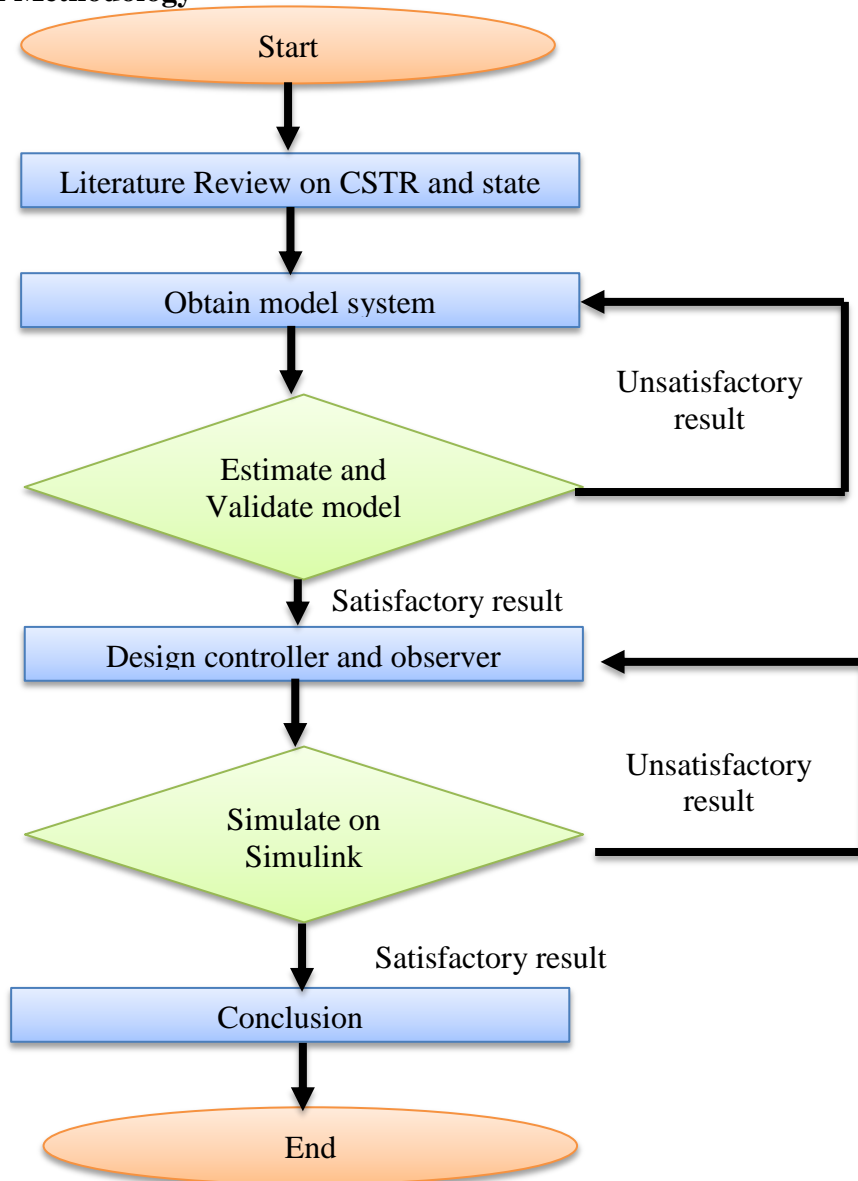 Methodology
Start
Literature Review on CSTR and state
Obtain model system
Unsatisfactory
result
Estimate and
Validate model
Satisfactory result
Design controller and observer
Unsatisfactory
result
Simulate on
Simulink
Satisfactory result
Conclusion
End